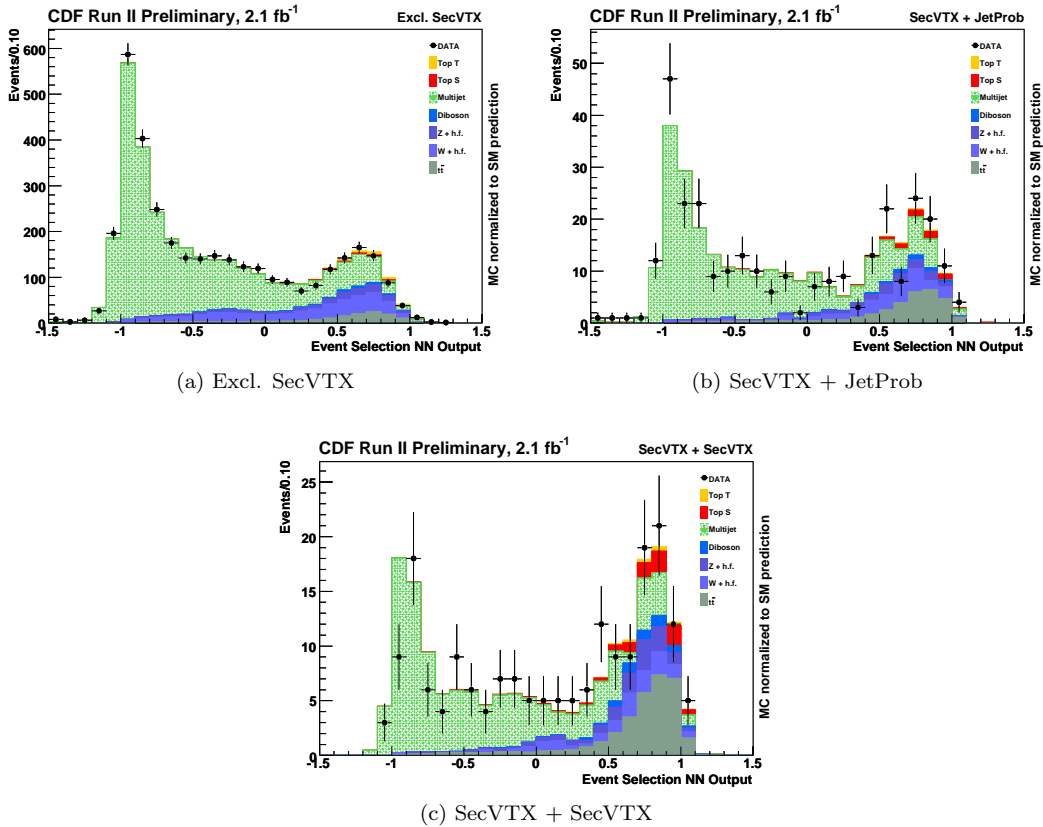 CDF Run II Preliminary, 2.1 fb-1
Excl. SecVTX
Events/0.10
600
500
400
300
200
100
0
DATA
Top T
Top S
Multijet
Diboson
Z + h.f.
W + h.f.
tt̄
MC normalized to SM prediction
-1.5 -1 -0.5 0 0.5 1 1.5
Event Selection NN Output
(a) Excl. SecVTX
CDF Run II Preliminary, 2.1 fb-1
SecVTX + JetProb
Events/0.10
50
40
30
20
10
0
DATA
Top T
Top S
Multijet
Diboson
Z + h.f.
W + h.f.
tt̄
MC normalized to SM prediction
-1.5 -1 -0.5 0 0.5 1 1.5
Event Selection NN Output
(b) SecVTX + JetProb
CDF Run II Preliminary, 2.1 fb-1
SecVTX + SecVTX
Events/0.10
25
20
15
10
5
0
DATA
Top T
Top S
Multijet
Diboson
Z + h.f.
W + h.f.
tt̄
MC normalized to SM prediction
-1.5 -1 -0.5 0 0.5 1 1.5
Event Selection NN Output
(c) SecVTX + SecVTX